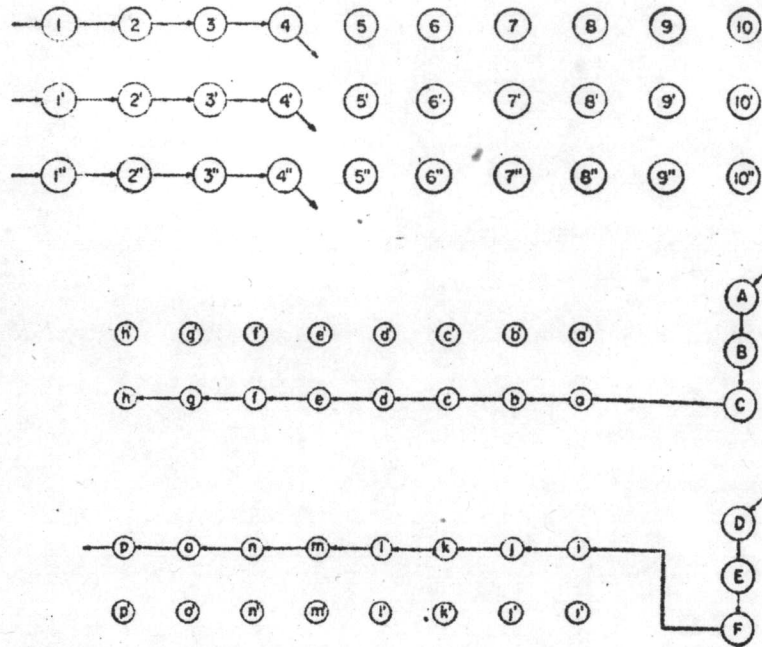 1 2 3 4 5 6 7 8 9 10
1' 2' 3' 4' 5' 6' 7' 8' 9' 10'
1" 2" 3" 4" 5" 6" 7" 8" 9" 10"
A
h' g' f' e' d' c' b' a'
B
h g f e d c b a C
D
p o n m l k j i
E
p' o' n' m' l' k' j' i'
F